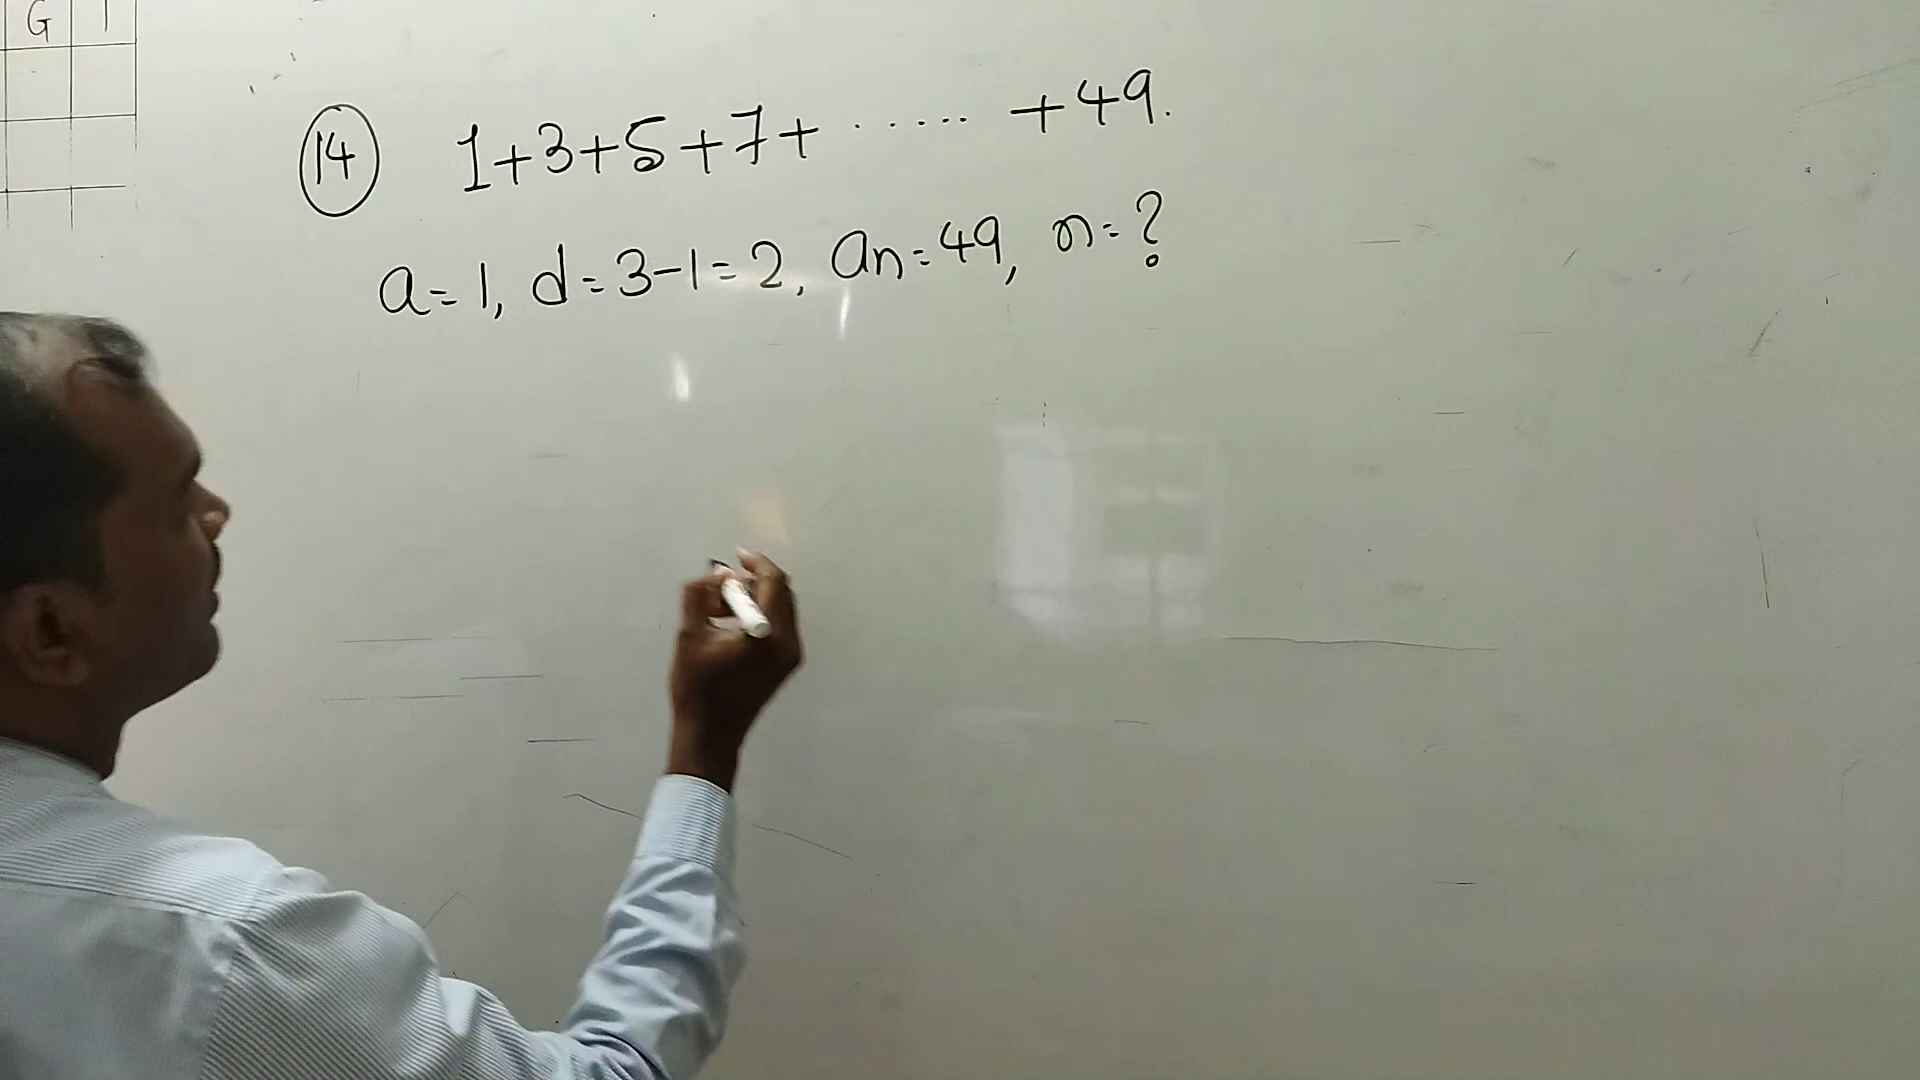 G
14 1+3+5+7+ ...... +49.
a=1, d=3-1=2, an=49, n=?